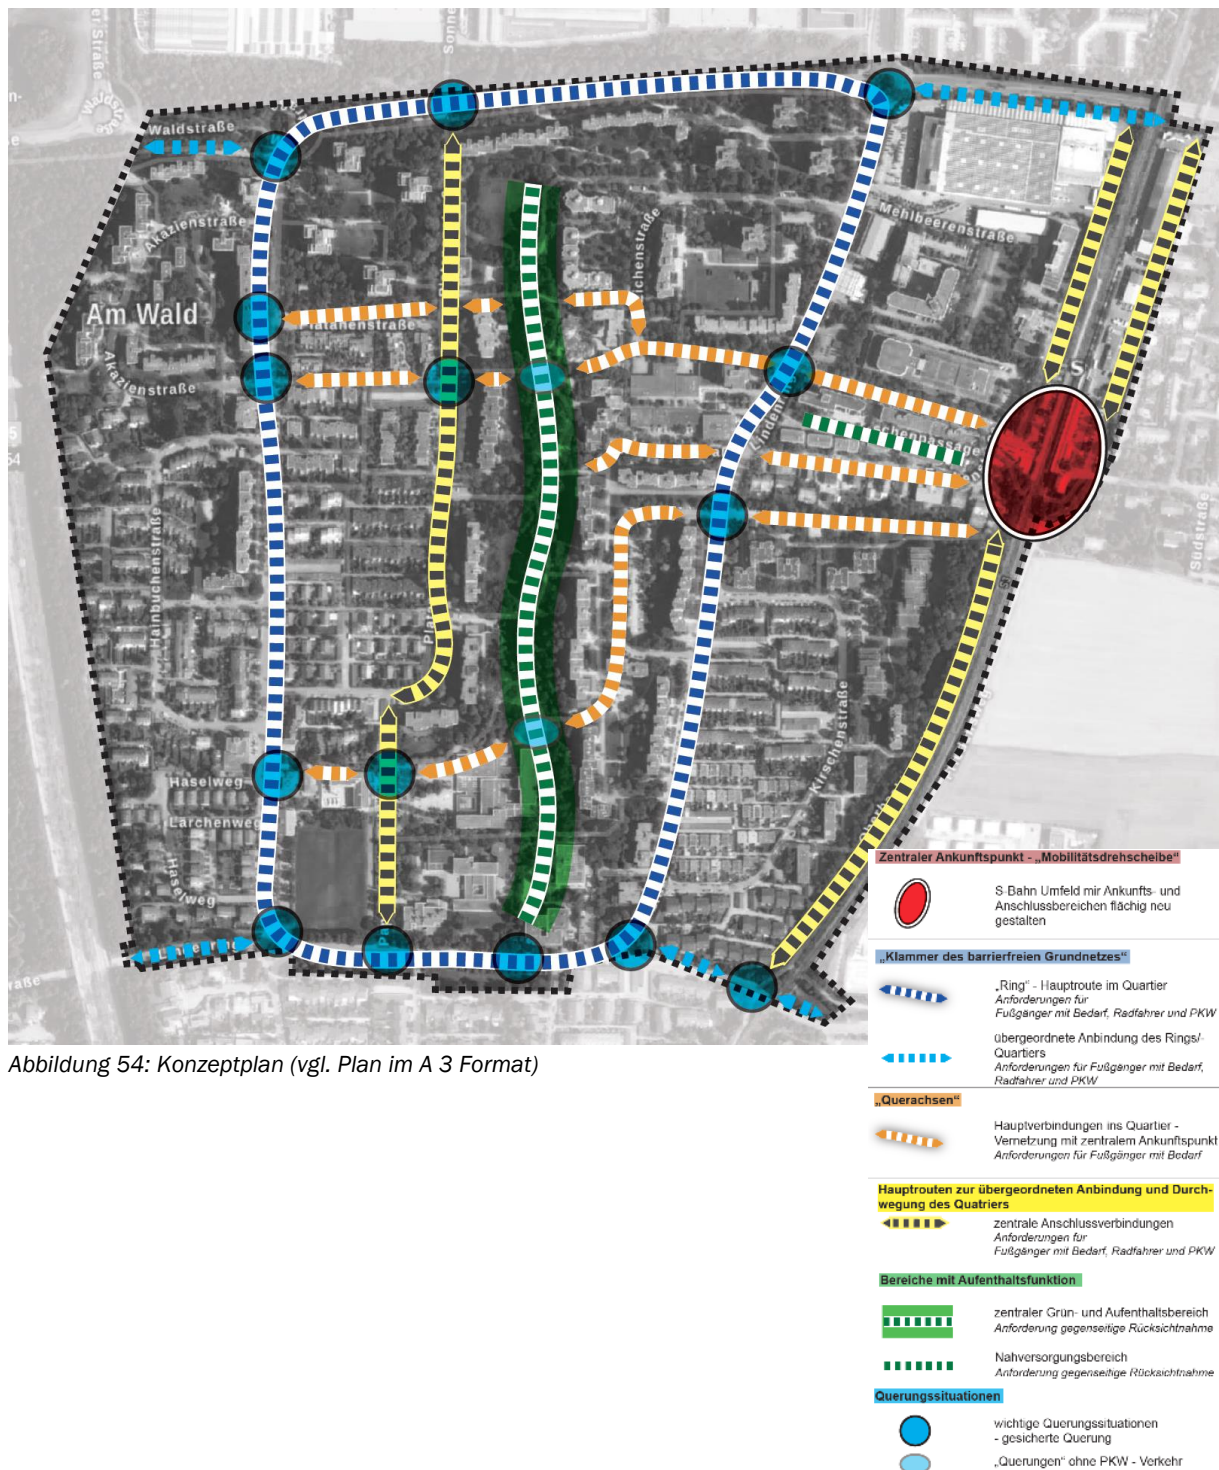 Waldstraße
Waldstraße
Akazienstraße
Mehlbeerenstraße
Am Wald
Platanenstraße
Akazienstraße
S
Hainbuchenstraße
Südstraße
Kirschenstraße
Haselweg
Lärchenweg
Haselweg
Zentraler Ankunftspunkt - „Mobilitätsdrehscheibe“
S-Bahn Umfeld mir Ankunfts- und
Anschlussbereichen flächig neu
gestalten
„Klammer des barrierfreien Grundnetzes“
„Ring“ - Hauptroute im Quartier
Anforderungen für
Fußgänger mit Bedarf, Radfahrer und PKW
übergeordnete Anbindung des Rings/-
Quartiers
Anforderungen für Fußgänger mit Bedarf,
Radfahrer und PKW
„Querachsen“
Hauptverbindungen ins Quartier -
Vernetzung mit zentralem Ankunftspunkt
Anforderungen für Fußgänger mit Bedarf
Hauptrouten zur übergeordneten Anbindung und Durch-
wegung des Quatriers
zentrale Anschlussverbindungen
Anforderungen für
Fußgänger mit Bedarf, Radfahrer und PKW
Bereiche mit Aufenthaltsfunktion
zentraler Grün- und Aufenthaltsbereich
Anforderung gegenseitige Rücksichtnahme
Nahversorgungsbereich
Anforderung gegenseitige Rücksichtnahme
Querungssituationen
wichtige Querungssituationen
- gesicherte Querung
„Querungen“ ohne PKW - Verkehr
Abbildung 54: Konzeptplan (vgl. Plan im A 3 Format)